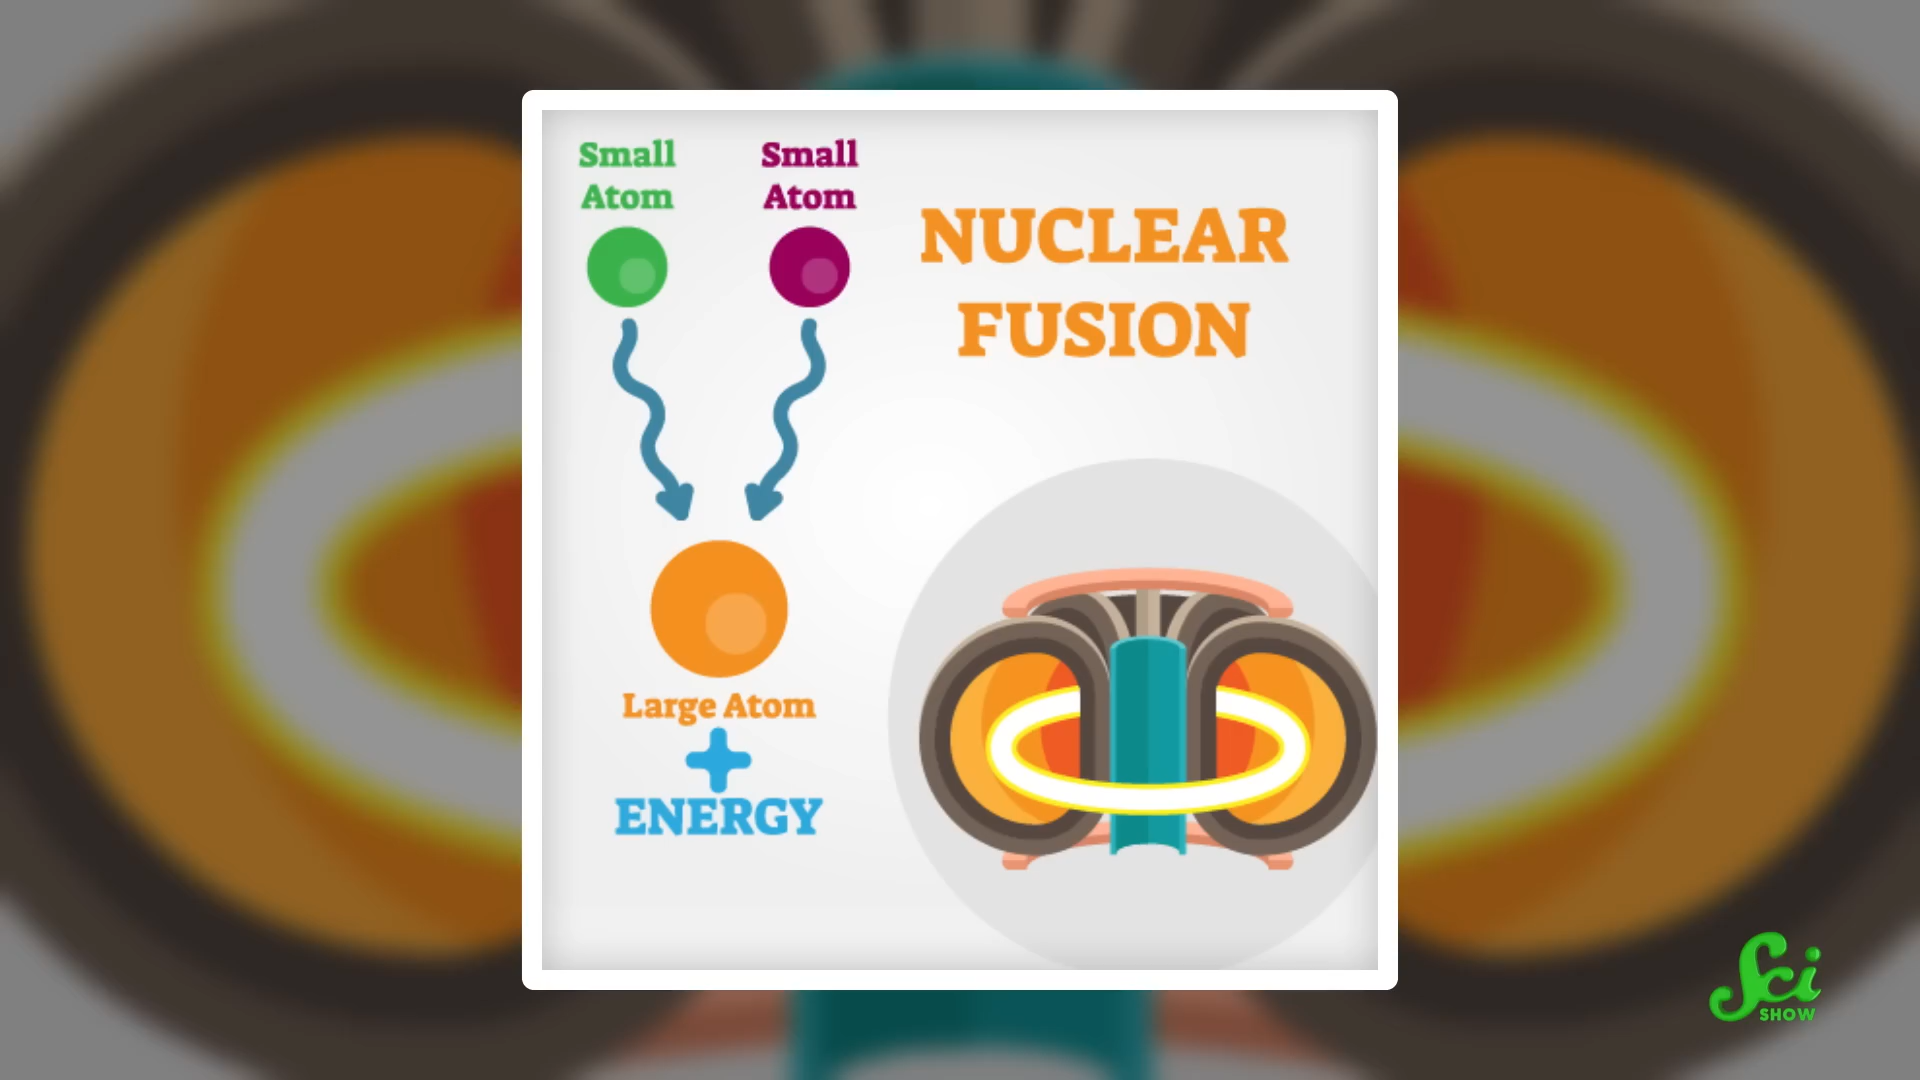 Small
Atom
Small
Atom
NUCLEAR
FUSION
Large Atom
+
ENERGY
Sci
SHOW